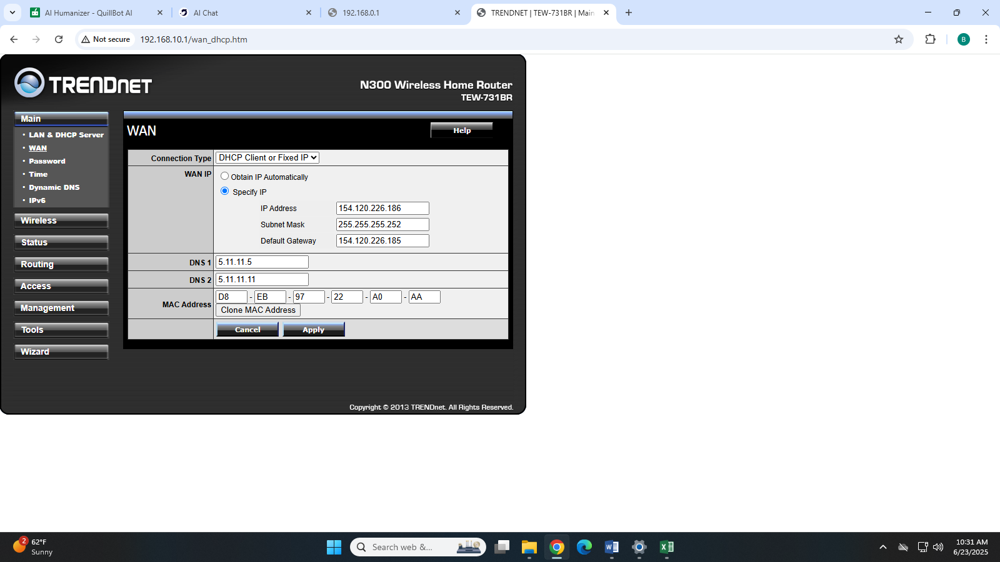 AI Humanizer - QuillBot AI
AI Chat
192.168.0.1
TRENDNET | TEW-731BR | Main
Not secure
192.168.10.1/wan_dhcp.htm
B
TRENDNET
N300 Wireless Home Router
TEW-731BR
Main
LAN & DHCP Server
WAN
Password
Time
Dynamic DNS
IPv6
Wireless
Status
Routing
Access
Management
Tools
Wizard
WAN
Help
Connection Type DHCP Client or Fixed IP
WAN IP
Obtain IP Automatically
Specify IP
IP Address 154.120.226.186
Subnet Mask 255.255.255.252
Default Gateway 154.120.226.185
DNS 1 5.11.11.5
DNS 2 5.11.11.11
MAC Address D8 - EB - 97 - 22 - A0 - AA
Clone MAC Address
Cancel Apply
Copyright © 2013 TRENDnet. All Rights Reserved.
2
62°F
Sunny
Search web &...
10:31 AM
6/23/2025